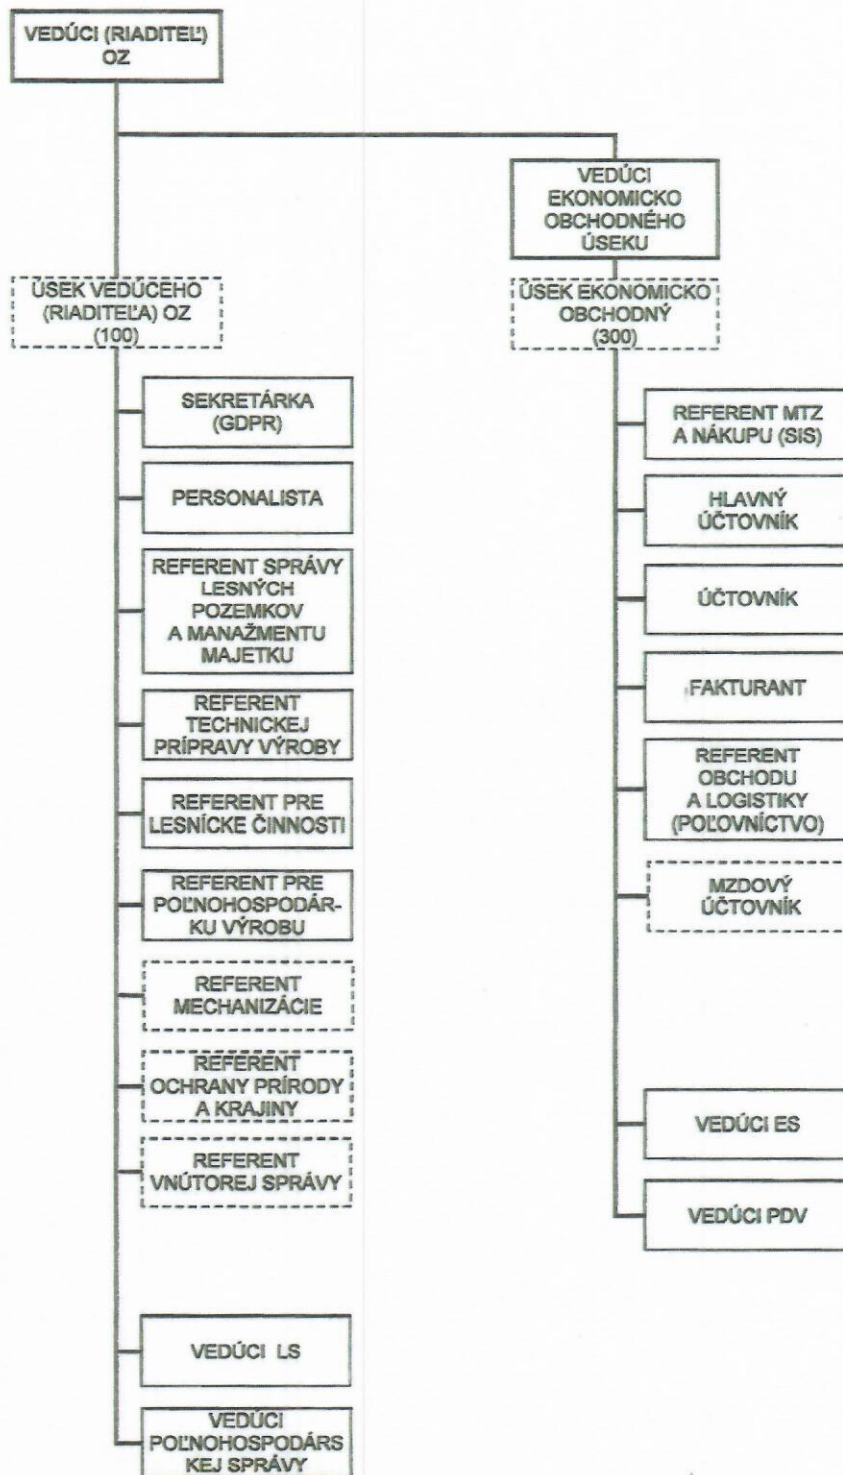 VEDÚCI (RIADITEĽ)
OZ
VEDÚCI
EKONOMICKO
OBCHODNÉHO
ÚSEKU
ÚSEK VEDÚCEHO
(RIADITEĽA) OZ
(100)
ÚSEK EKONOMICKO
OBCHODNÝ
(300)
SEKRETÁRKA
(GDPR)
PERSONALISTA
REFERENT SPRÁVY
LESNÝCH
POZEMKOV
A MANAŽMENTU
MAJETKU
REFERENT
TECHNICKEJ
PRÍPRAVY VÝROBY
REFERENT PRE
LESNÍCKE ČINNOSTI
REFERENT PRE
POĽNOHOSPODÁR-
KU VÝROBU
REFERENT
MECHANIZÁCIE
REFERENT
OCHRANY PRÍRODY
A KRAJINY
REFERENT
VNÚTOREJ SPRÁVY
VEDÚCI LS
VEDÚCI
POĽNOHOSPODÁRS
KEJ SPRÁVY
REFERENT MTZ
A NÁKUPU (SIS)
HLAVNÝ
ÚČTOVNÍK
ÚČTOVNÍK
FAKTURANT
REFERENT
OBCHODU
A LOGISTIKY
(POĽOVNÍCTVO)
MZDOVÝ
ÚČTOVNÍK
VEDÚCI ES
VEDÚCI PDV